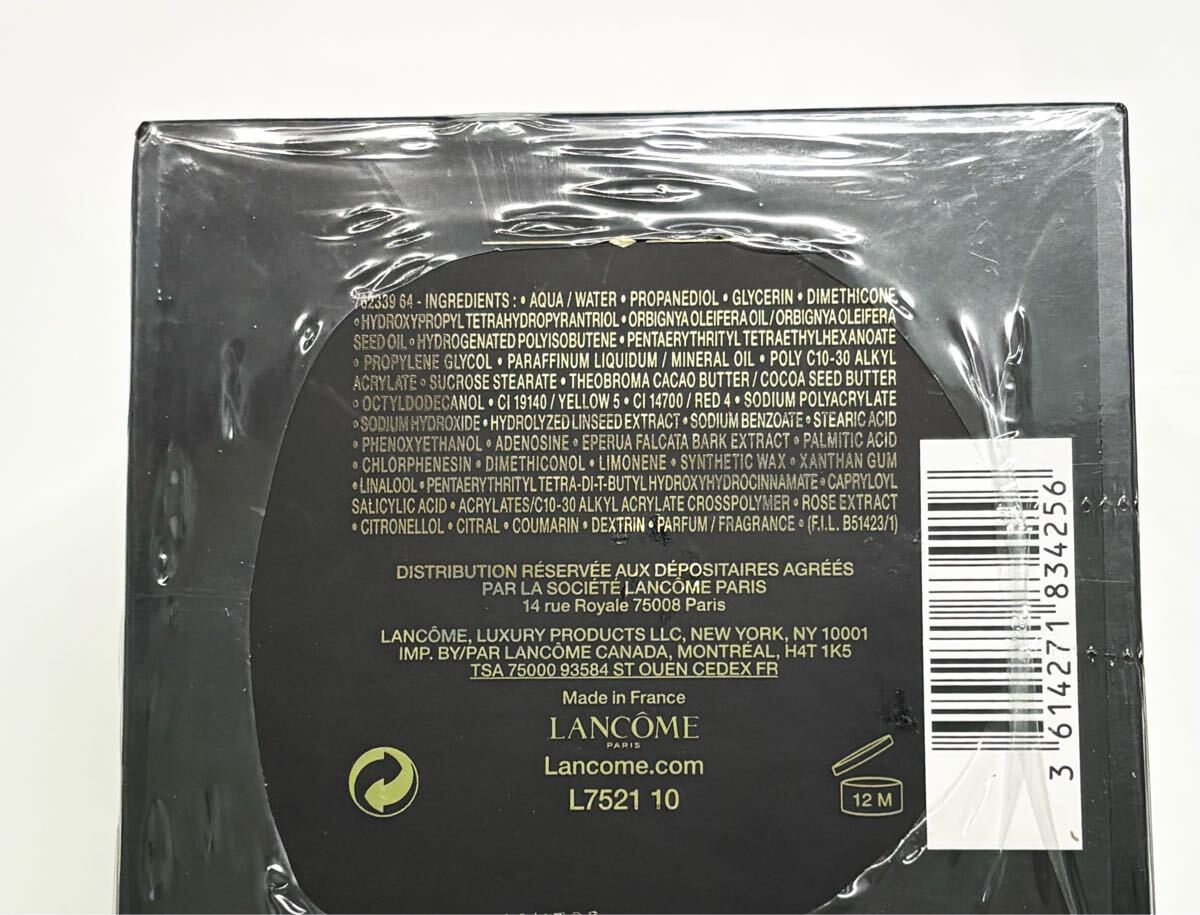 762339 64 - INGREDIENTS : • AQUA / WATER • PROPANEDIOL • GLYCERIN • DIMETHICONE
• HYDROXYPROPYL TETRAHYDROPYRANTRIOL • ORBIGNYA OLEIFERA OIL / ORBIGNYA OLEIFERA
SEED OIL • HYDROGENATED POLYISOBUTENE • PENTAERYTHRITYL TETRAETHYLHEXANOATE
• PROPYLENE GLYCOL • PARAFFINUM LIQUIDUM / MINERAL OIL • POLY C10-30 ALKYL
ACRYLATE • SUCROSE STEARATE • THEOBROMA CACAO BUTTER / COCOA SEED BUTTER
• OCTYLDODECANOL • CI 19140 / YELLOW 5 • CI 14700 / RED 4 • SODIUM POLYACRYLATE
• SODIUM HYDROXIDE • HYDROLYZED LINSEED EXTRACT • SODIUM BENZOATE • STEARIC ACID
• PHENOXYETHANOL • ADENOSINE • EPERUA FALCATA BARK EXTRACT • PALMITIC ACID
• CHLORPHENESIN • DIMETHICONOL • LIMONENE • SYNTHETIC WAX • XANTHAN GUM
• LINALOOL • PENTAERYTHRITYL TETRA-DI-T-BUTYL HYDROXYHYDROCINNAMATE • CAPRYLOYL
SALICYLIC ACID • ACRYLATES/C10-30 ALKYL ACRYLATE CROSSPOLYMER • ROSE EXTRACT
• CITRONELLOL • CITRAL • COUMARIN • DEXTRIN • PARFUM / FRAGRANCE • (F.I.L. B51423/1)
DISTRIBUTION RÉSERVÉE AUX DÉPOSITAIRES AGRÉÉS
PAR LA SOCIÉTÉ LANCÔME PARIS
14 rue Royale 75008 Paris
LANCÔME, LUXURY PRODUCTS LLC, NEW YORK, NY 10001
IMP. BY/PAR LANCÔME CANADA, MONTRÉAL, H4T 1K5
TSA 75000 93584 ST OUEN CEDEX FR
Made in France
LANCÔME
PARIS
Lancome.com
L7521 10
12 M
3 614271 834256